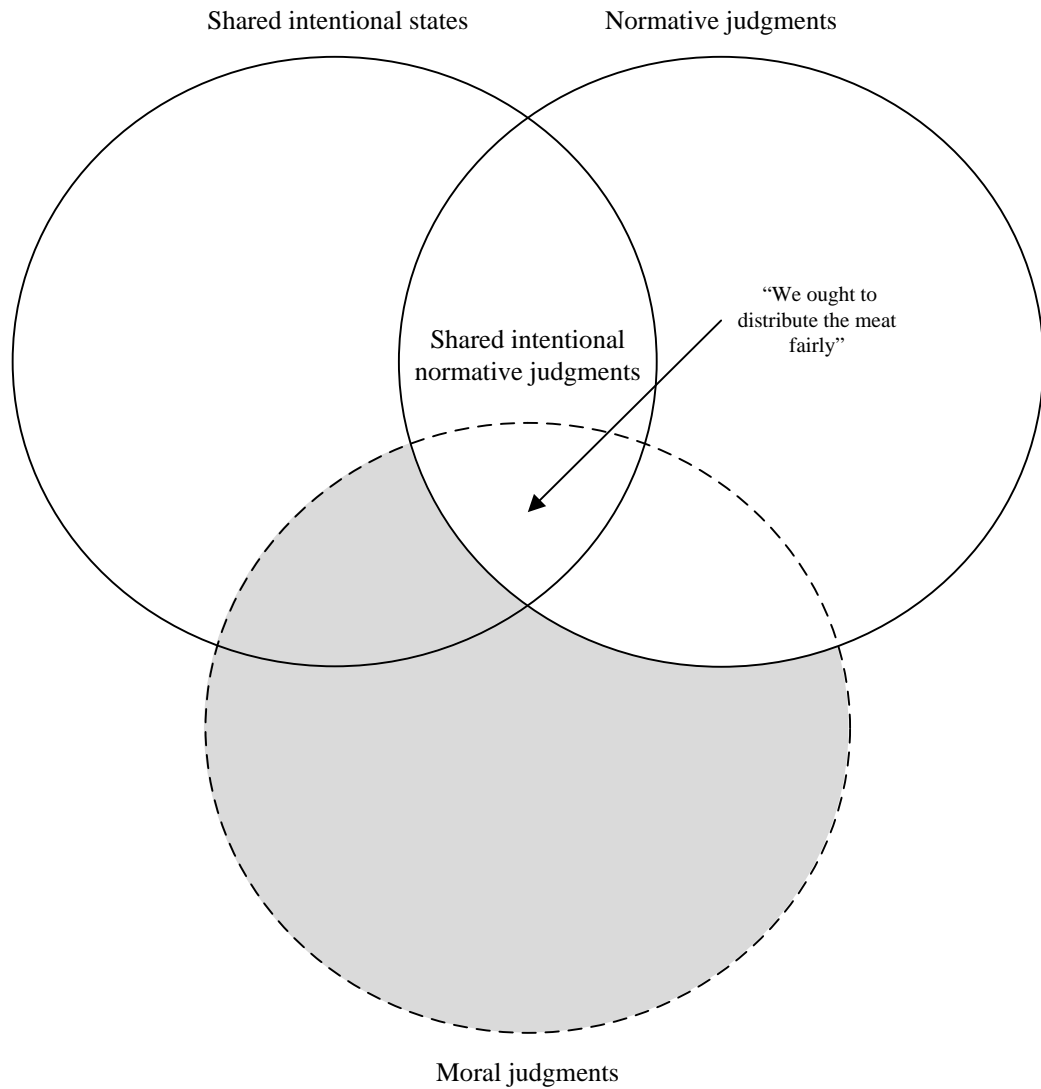 Shared intentional states
Normative judgments
“We ought to
distribute the meat
fairly”
Shared intentional
normative judgments
Moral judgments